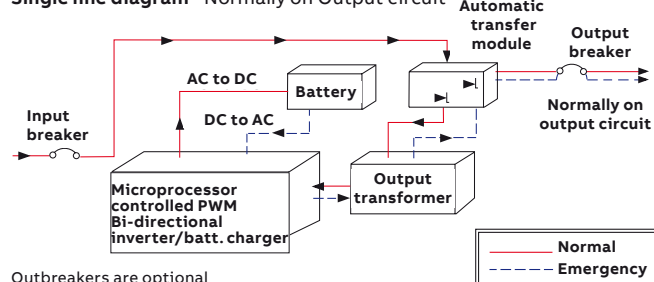 Single line diagram - Normally on Output circuit
Automatic
transfer
module
Output
breaker
AC to DC
Battery
DC to AC
Input
breaker
Normally on
output circuit
Microprocessor
controlled PWM
Bi-directional
inverter/batt. charger
Output
transformer
Normal
Emergency
Outbreakers are optional